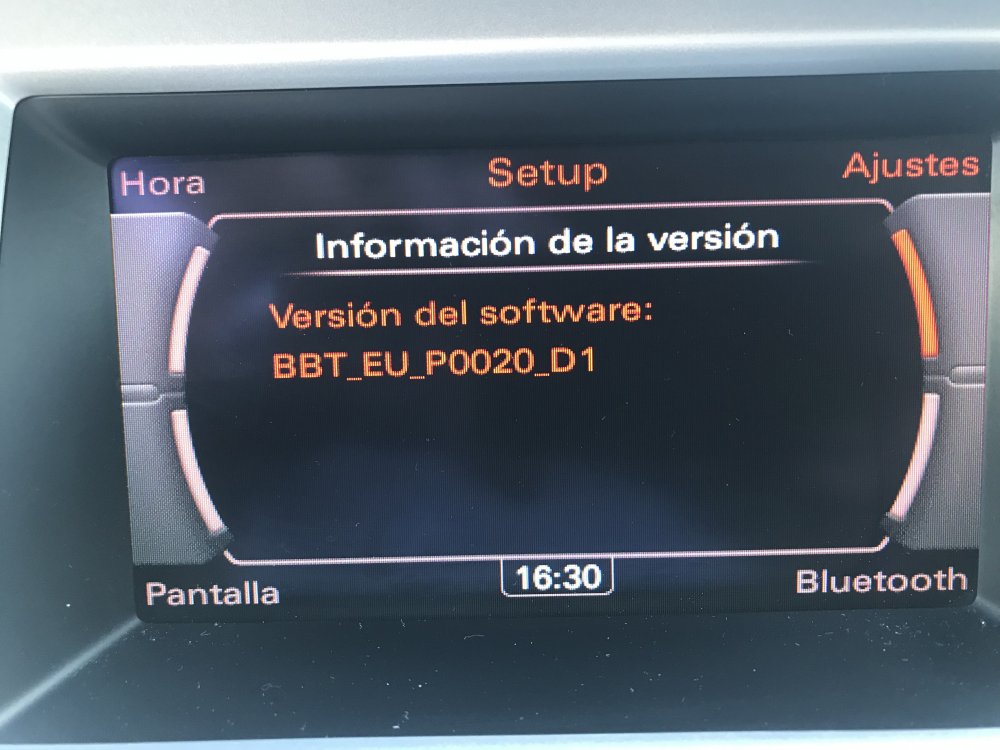 Hora Setup Ajustes
Información de la versión
Versión del software:
BBT_EU_P0020_D1
Pantalla 16:30 Bluetooth